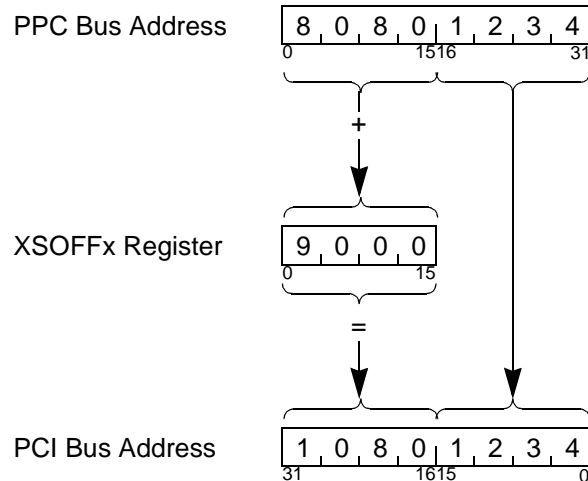 PPC Bus Address 8 0 8 0 1 2 3 4
0 15 16 31
+
XSOFFx Register 9 0 0 0
0 15
=
PCI Bus Address 1 0 8 0 1 2 3 4
31 16 15 0